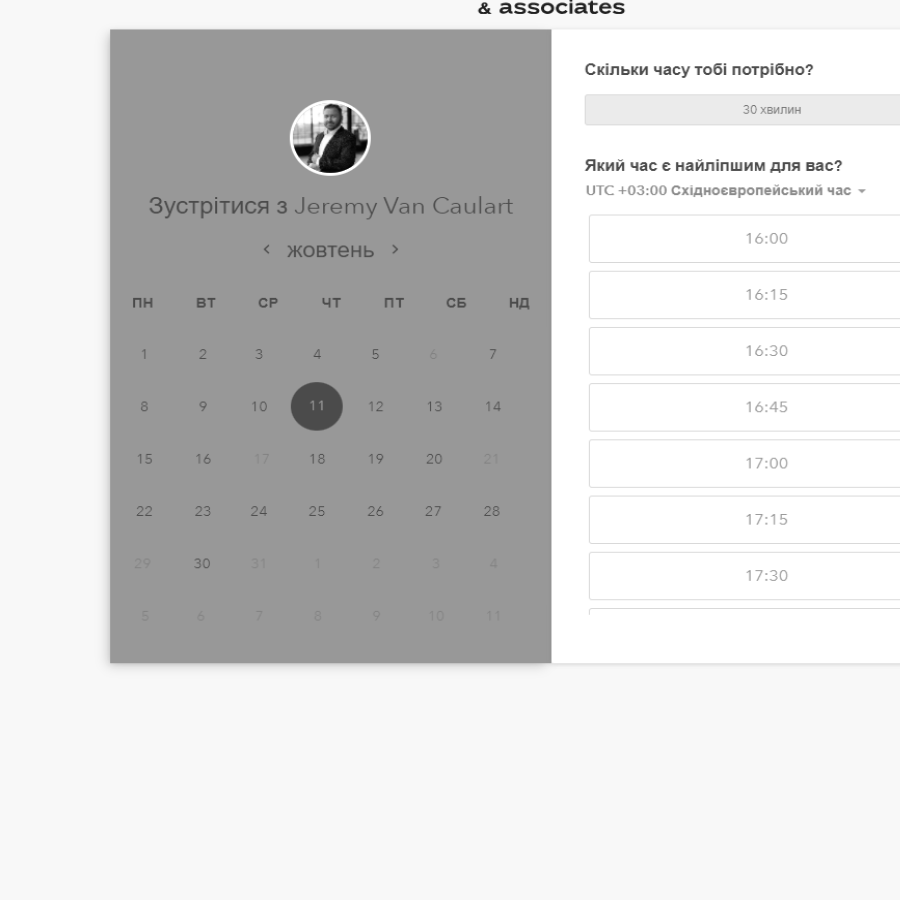 & associates
Зустрітися з Jeremy Van Caulart
жовтень
ПН ВТ СР ЧТ ПТ СБ НД
1 2 3 4 5 6 7
8 9 10 11 12 13 14
15 16 17 18 19 20 21
22 23 24 25 26 27 28
29 30 31 1 2 3 4
5 6 7 8 9 10 11
Скільки часу тобі потрібно?
30 хвилин
Який час є найліпшим для вас?
UTC +03:00 Східноєвропейський час
16:00
16:15
16:30
16:45
17:00
17:15
17:30